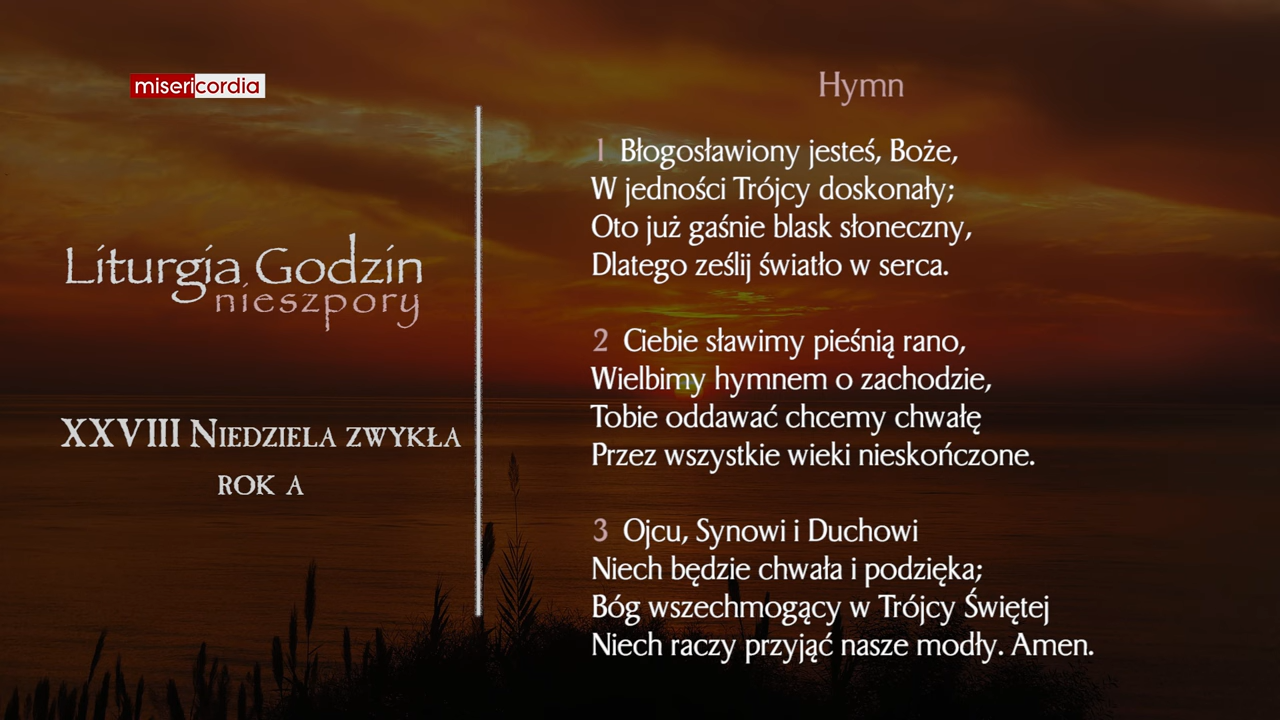 misericordia
Liturgia Godzin
nieszpory
XXVIII Niedziela zwykła
rok A
Hymn
1 Błogosławiony jesteś, Boże,
W jedności Trójcy doskonały;
Oto już gaśnie blask słoneczny,
Dlatego ześlij światło w serca.
2 Ciebie sławimy pieśnią rano,
Wielbimy hymnem o zachodzie,
Tobie oddawać chcemy chwałę
Przez wszystkie wieki nieskończone.
3 Ojcu, Synowi i Duchowi
Niech będzie chwała i podzięka;
Bóg wszechmogący w Trójcy Świętej
Niech raczy przyjąć nasze modły. Amen.